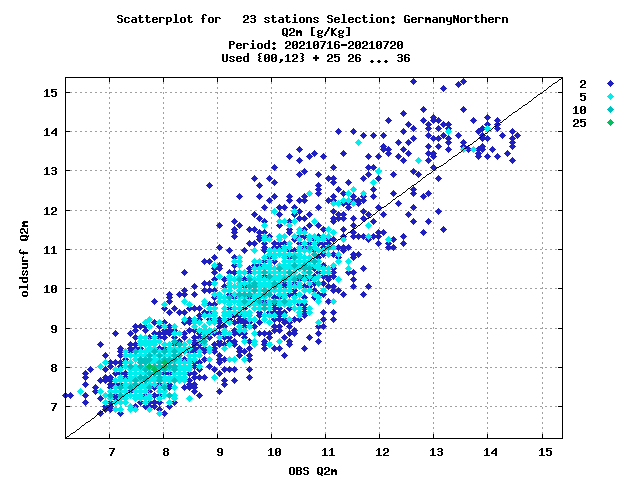 Scatterplot for   23 stations Selection: GermanyNorthern
Q2m [g/Kg]
Period: 20210716-20210720
Used {00,12} + 25 26 ... 36
2
5
10
25
oldsurf Q2m
15
14
13
12
11
10
9
8
7
7 8 9 10 11 12 13 14 15
OBS Q2m